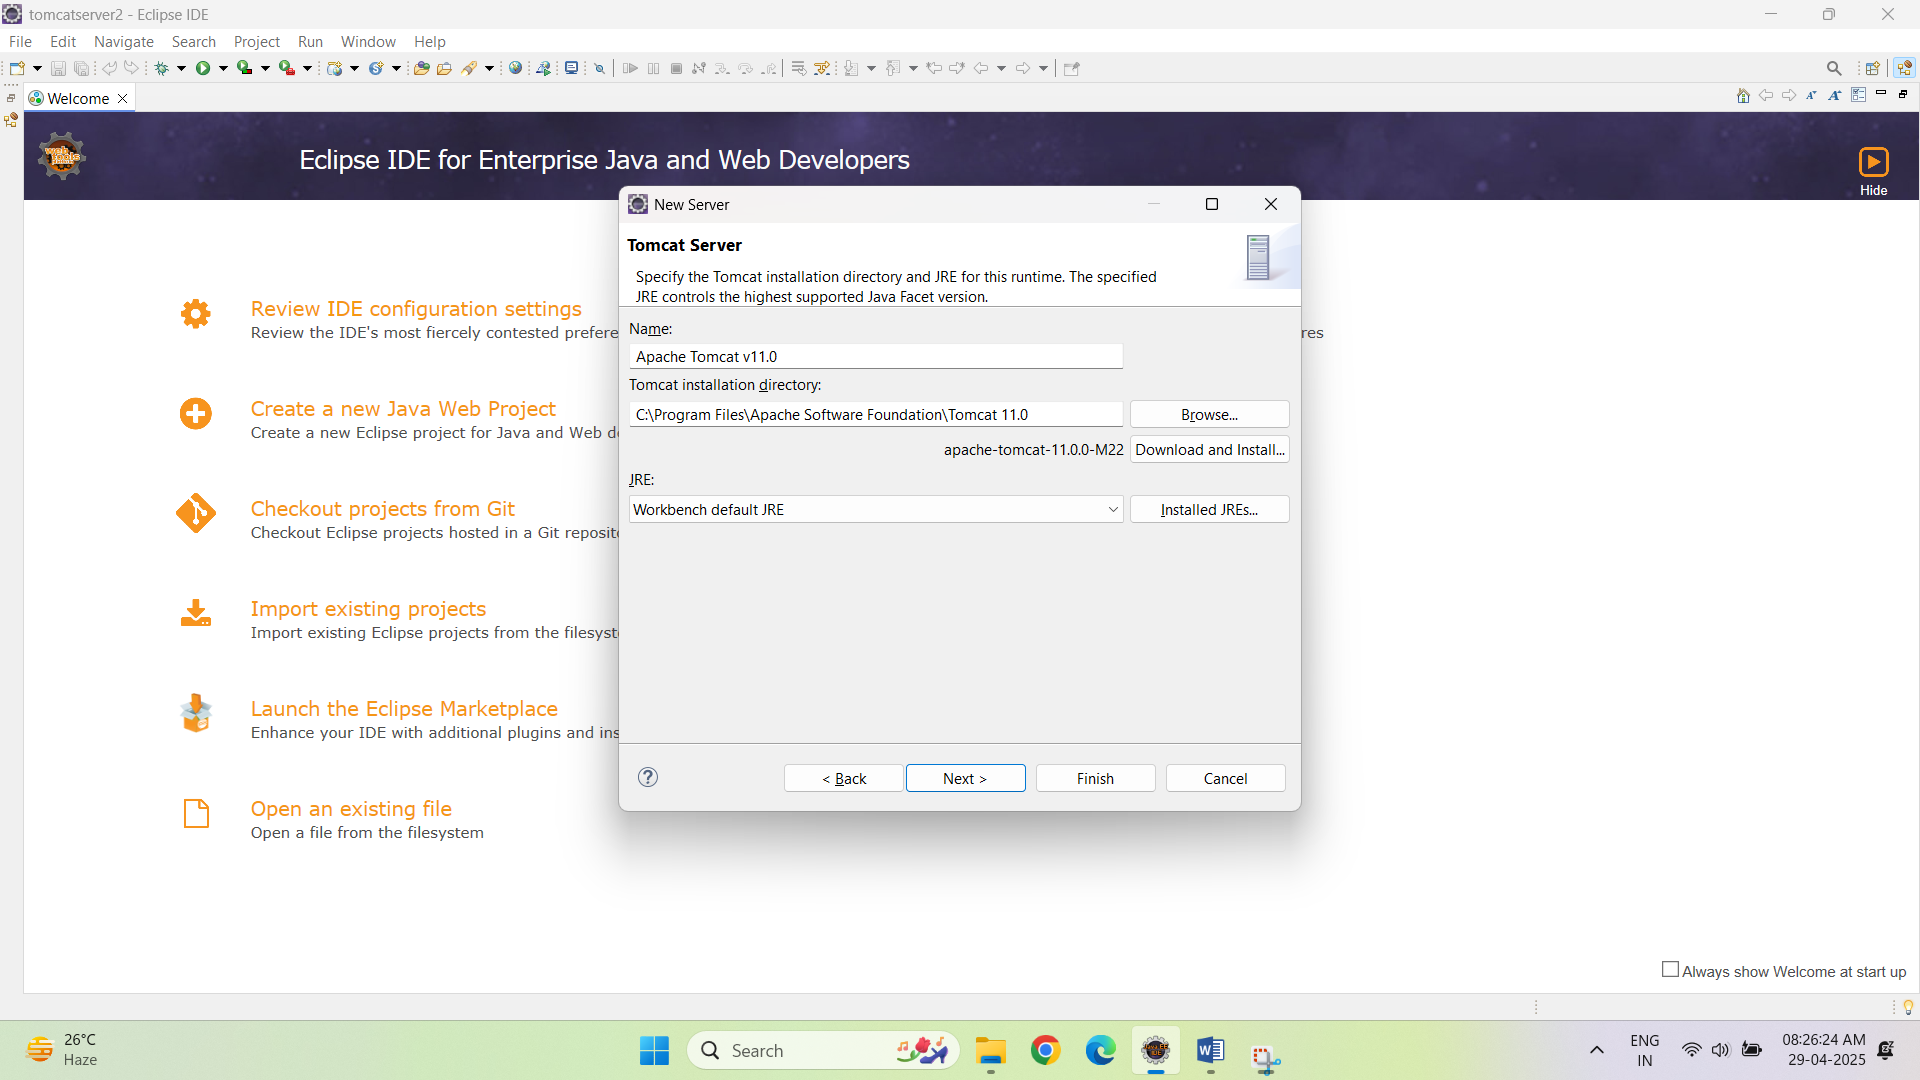 tomcatserver2 - Eclipse IDE
File Edit Navigate Search Project Run Window Help
Welcome
Eclipse IDE for Enterprise Java and Web Developers
Hide
Review IDE configuration settings
Review the IDE's most fiercely contested prefere
res
Create a new Java Web Project
Create a new Eclipse project for Java and Web de
Checkout projects from Git
Checkout Eclipse projects hosted in a Git reposito
Import existing projects
Import existing Eclipse projects from the filesyste
Launch the Eclipse Marketplace
Enhance your IDE with additional plugins and ins
Open an existing file
Open a file from the filesystem
New Server
Tomcat Server
Specify the Tomcat installation directory and JRE for this runtime. The specified
JRE controls the highest supported Java Facet version.
Name:
Apache Tomcat v11.0
Tomcat installation directory:
C:\Program Files\Apache Software Foundation\Tomcat 11.0
Browse...
apache-tomcat-11.0.0-M22 Download and Install...
JRE:
Workbench default JRE
Installed JREs...
< Back Next > Finish Cancel
Always show Welcome at start up
26°C
Haze
Search
ENG
IN
08:26:24 AM
29-04-2025